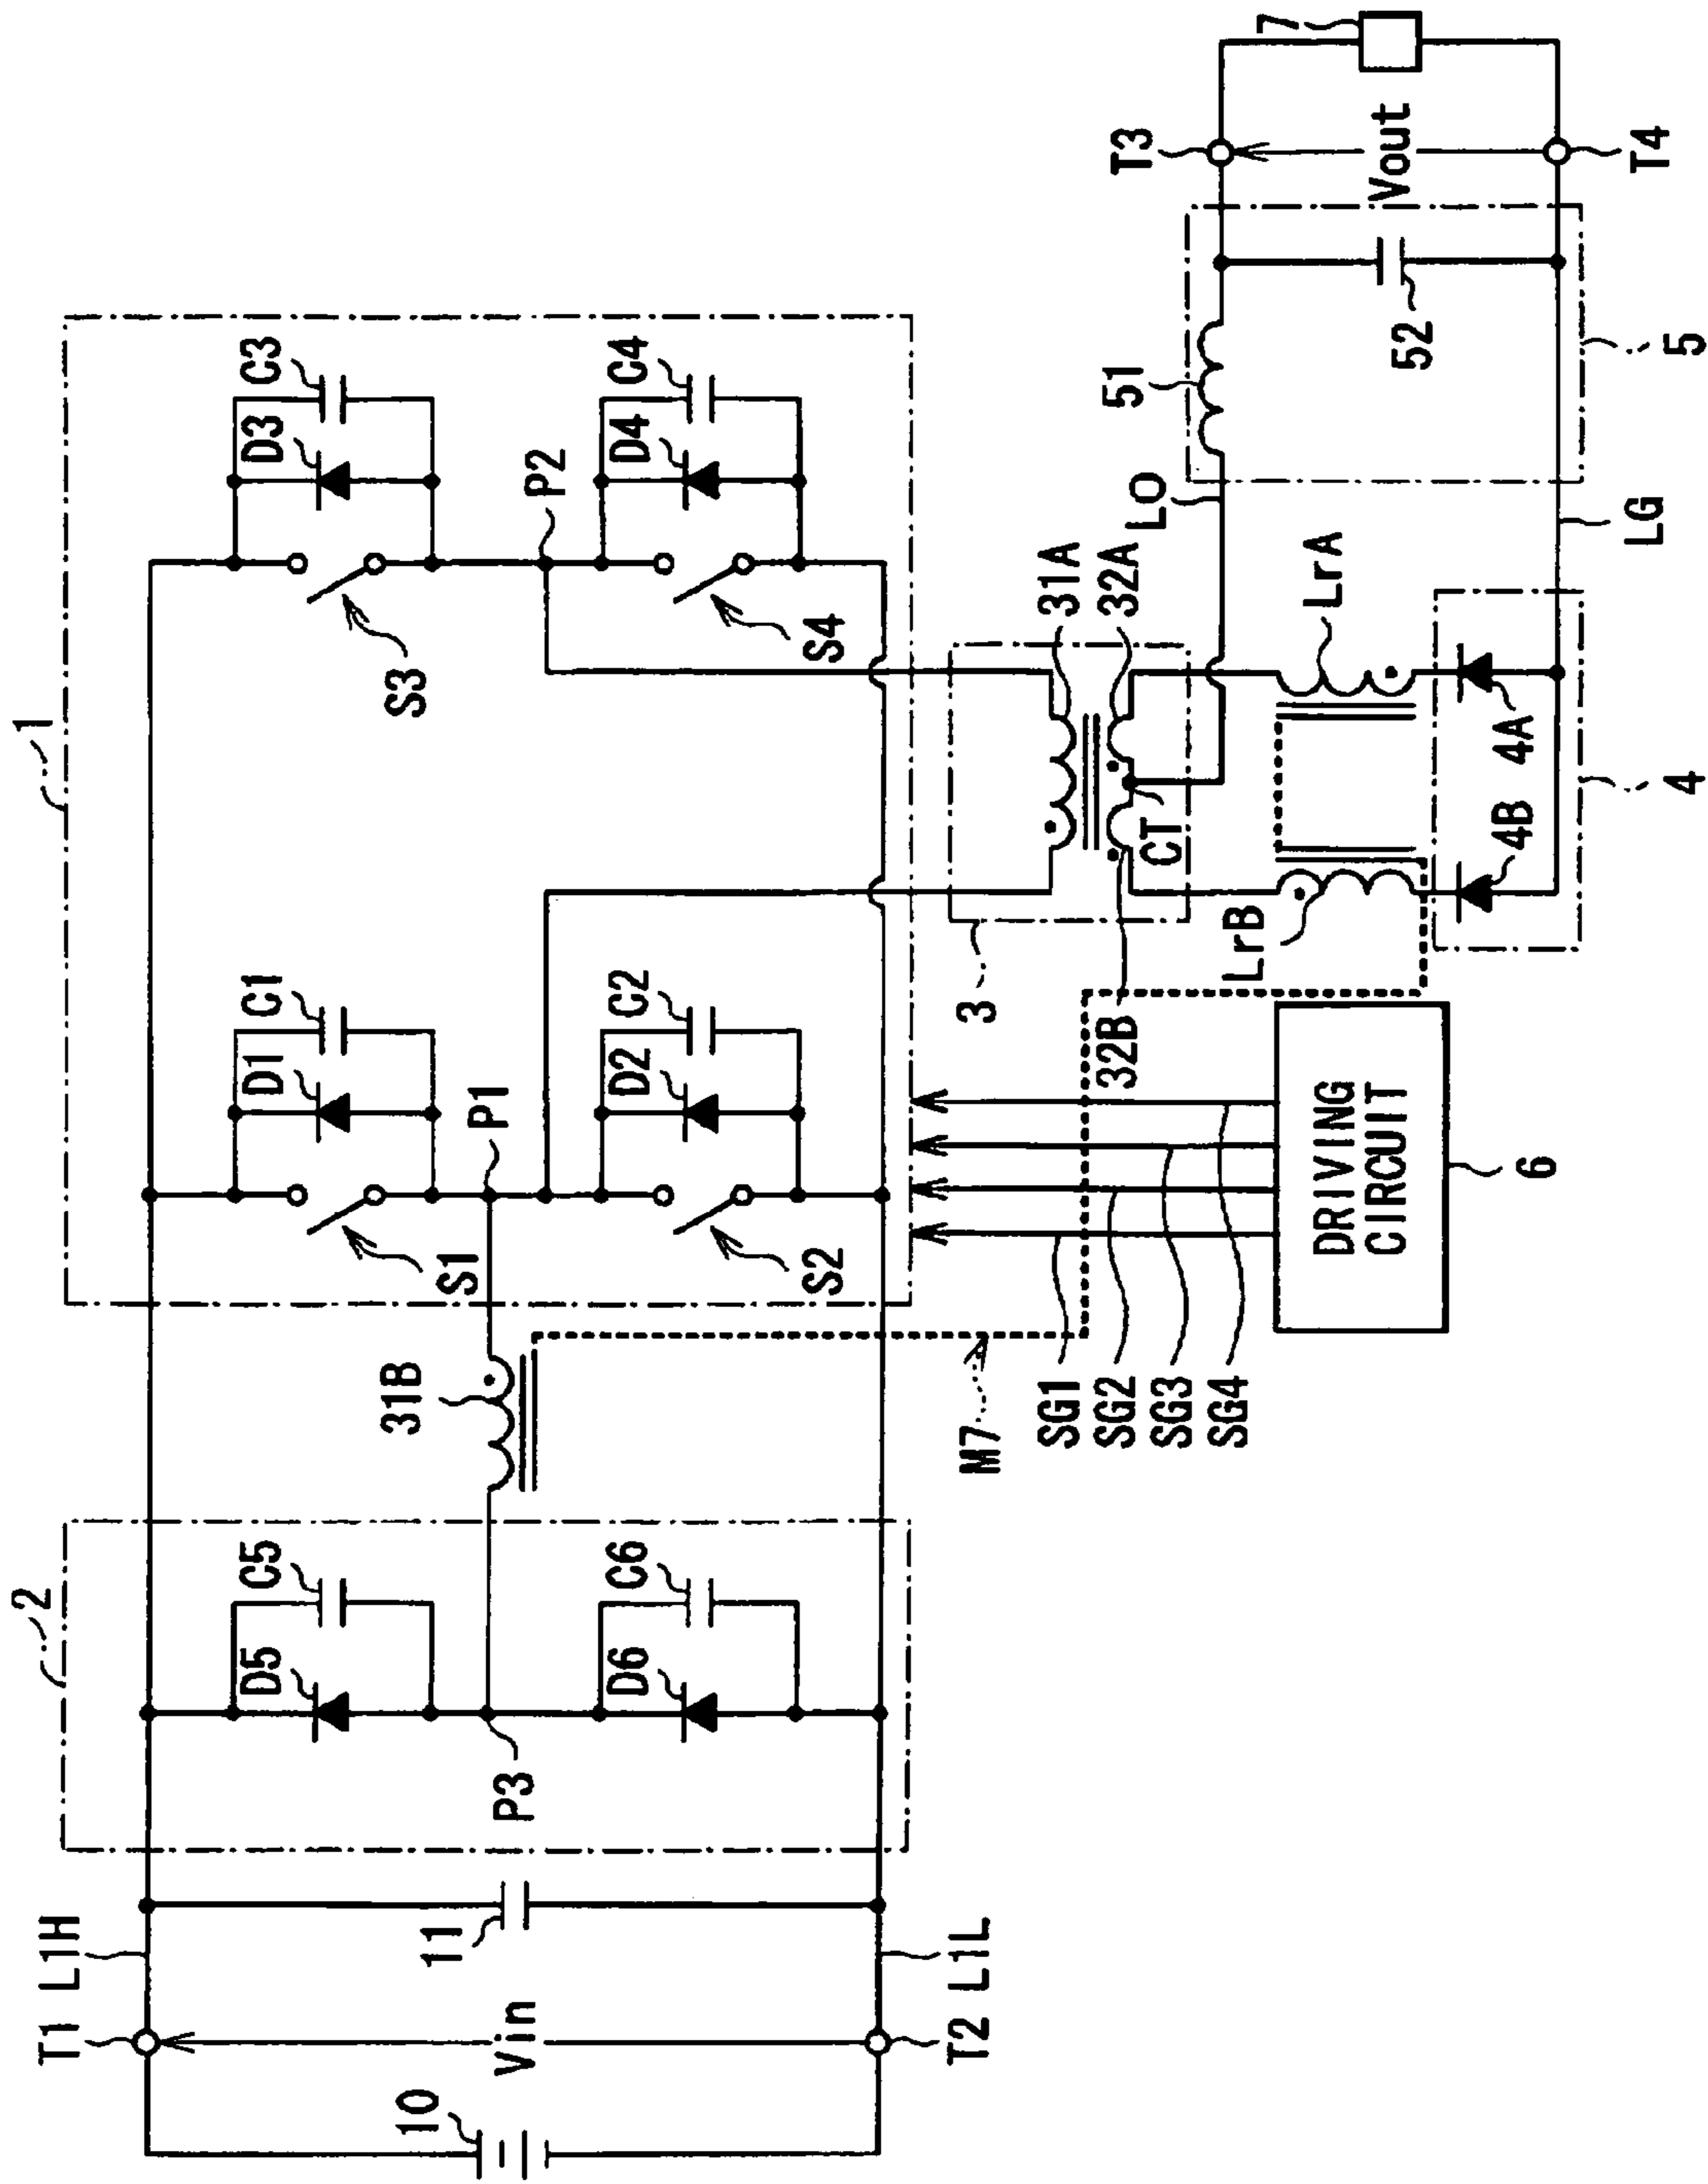 1
2
T1
L1H
10
Vin
11
T2
L1L
D5
C5
P3
D6
C6
31B
M7
S1
D1
C1
P1
S2
D2
C2
S3
D3
C3
P2
S4
D4
C4
3
31A
32A
32B
CT
LrA
LrB
4
4A
4B
LO
LG
51
52
5
T3
Vout
T4
7
SG1
SG2
SG3
SG4
DRIVING
CIRCUIT
6